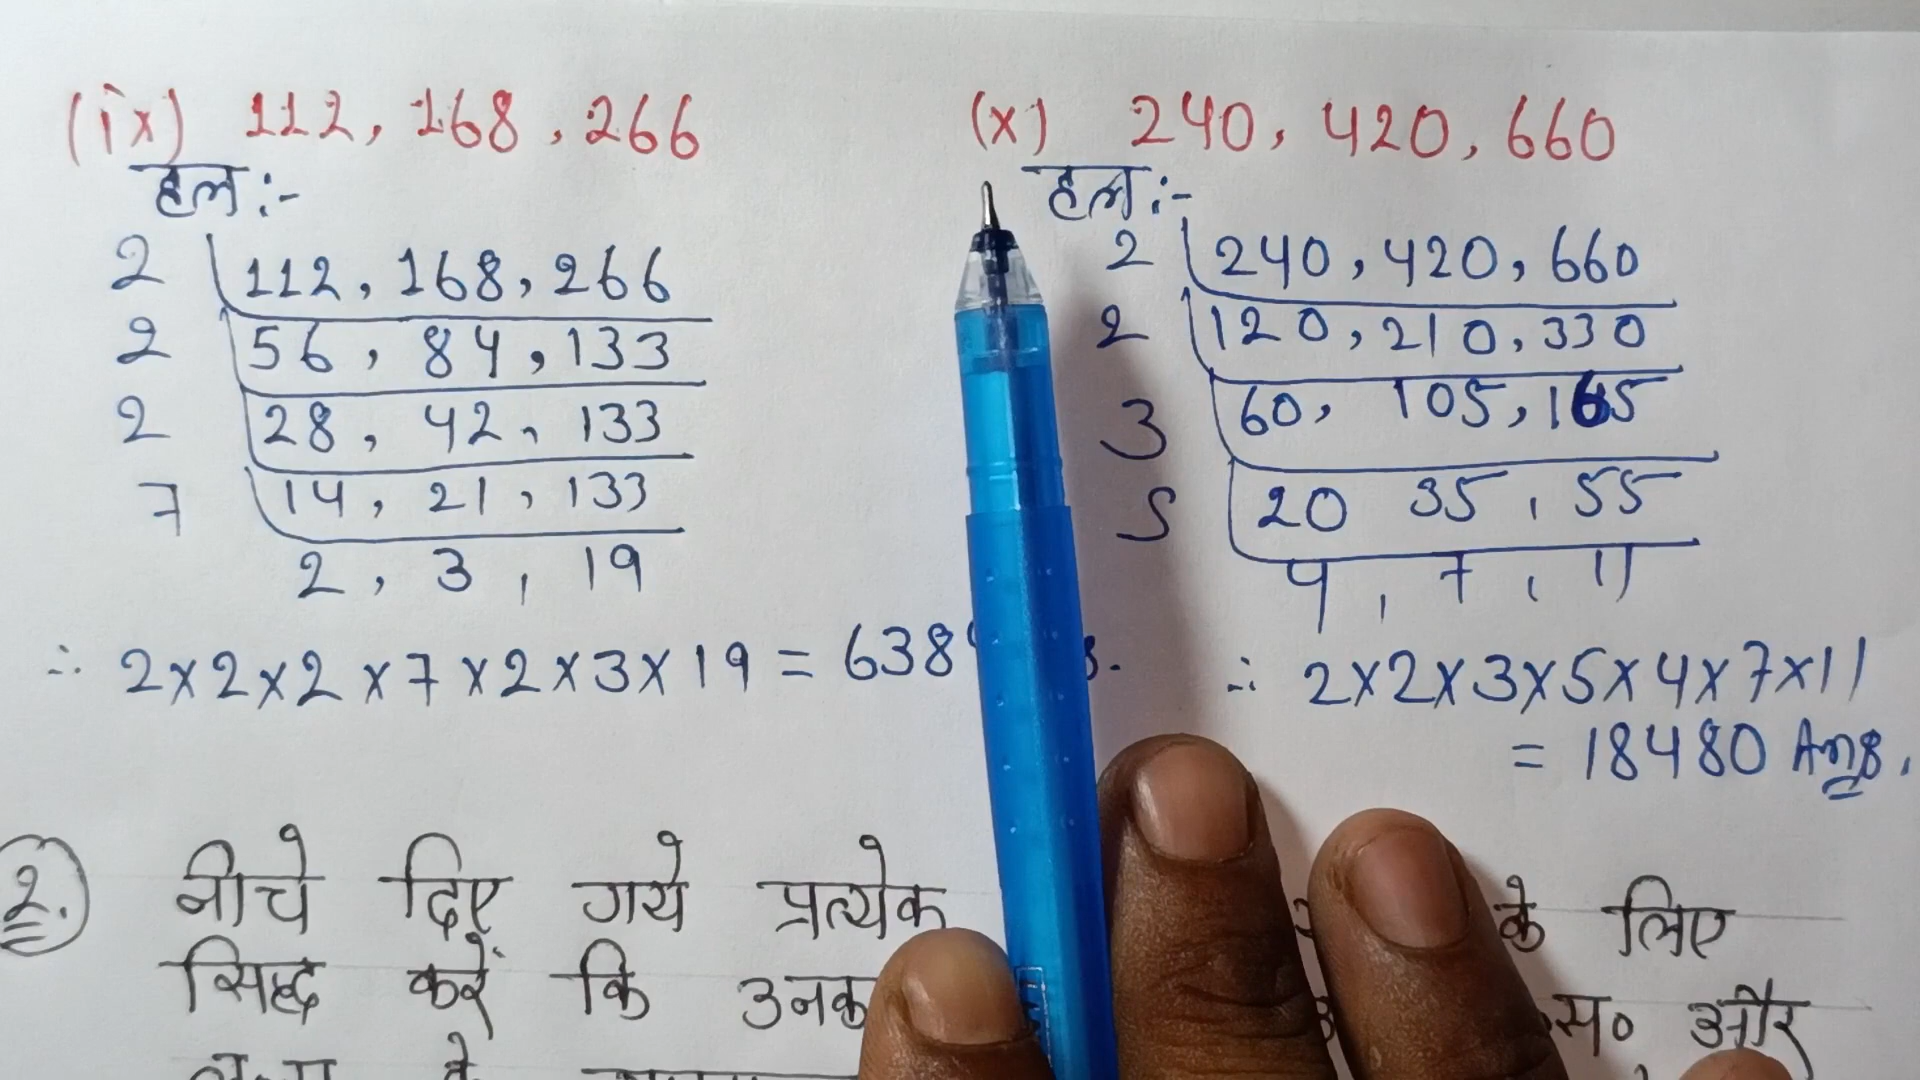 (ix) 112, 168, 266
हल :-
2 112, 168, 266
2 56, 84, 133
2 28, 42, 133
7 14, 21, 133
2, 3, 19
∴ 2×2×2×7×2×3×19 = 638
(x) 240, 420, 660
हल :-
2 240, 420, 660
2 120, 210, 330
3 60, 105, 165
5 20 35, 55
4, 7, 11
∴ 2×2×3×5×4×7×11
= 18480 Ans.
2. नीचे दिए गये प्रत्येक के लिए
सिद्ध करें कि स० और